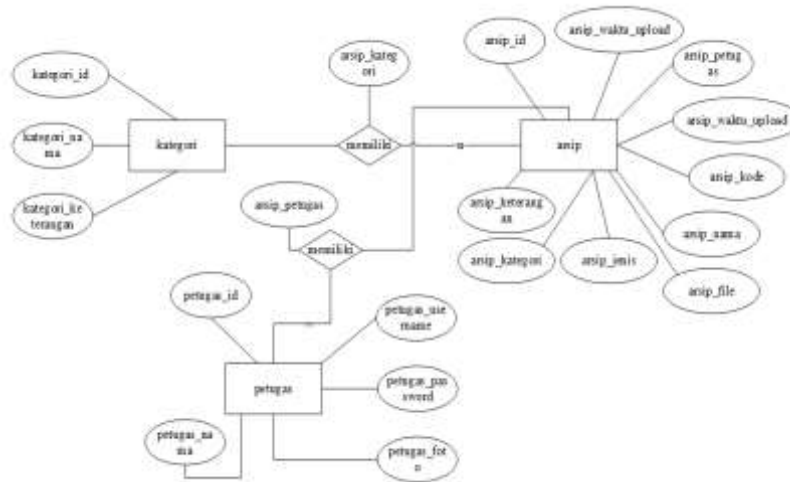 arsip_id
arsip_waktu_upload
arsip_kateg
ori
arsip_petug
as
kategori_id
arsip_waktu_upload
kategori_na
ma
kategori
memiliki
n
arsip
arsip_kode
kategori_ke
terangan
arsip_petugas
arsip_keterang
an
arsip_nama
memiliki
arsip_kategori
arsip_jenis
arsip_file
petugas_id
petugas_use
rname
petugas
petugas_pas
sword
petugas_na
ma
petugas_fot
o